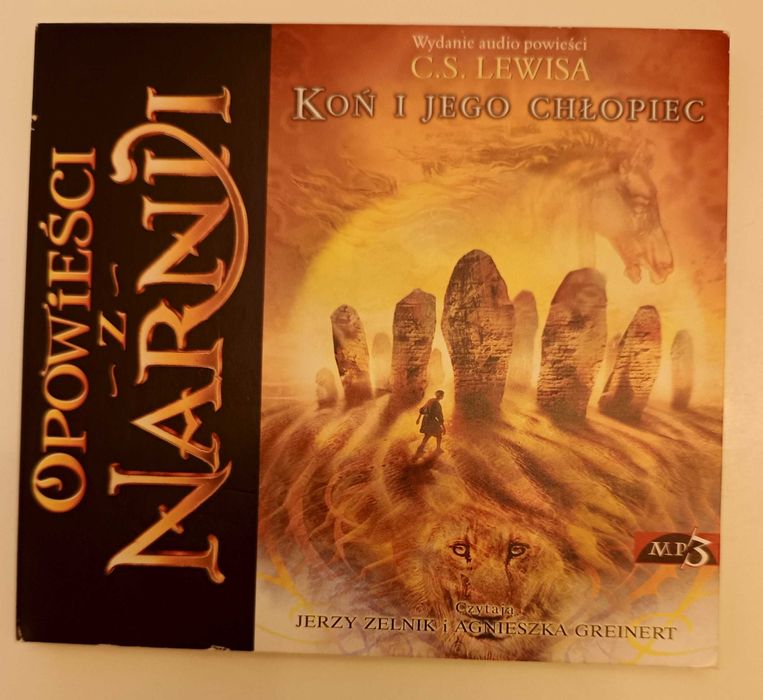 OPOWIEŚCI
~ Z ~
NARNII
Wydanie audio powieści
C.S. LEWISA
KOŃ I JEGO CHŁOPIEC
MP3
Czytają
JERZY ZELNIK i AGNIESZKA GREINERT